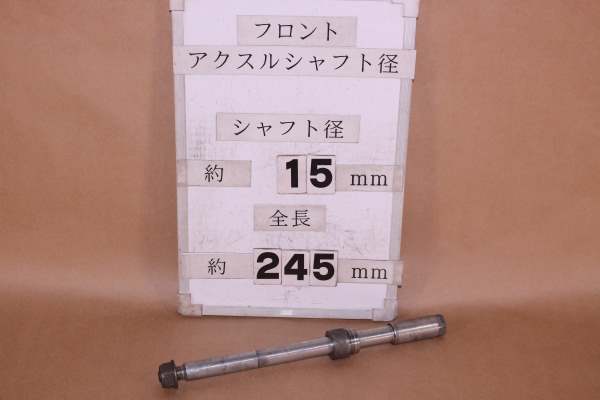 フロント
アクスルシャフト径
シャフト径
約 15 mm
全長
約 245 mm